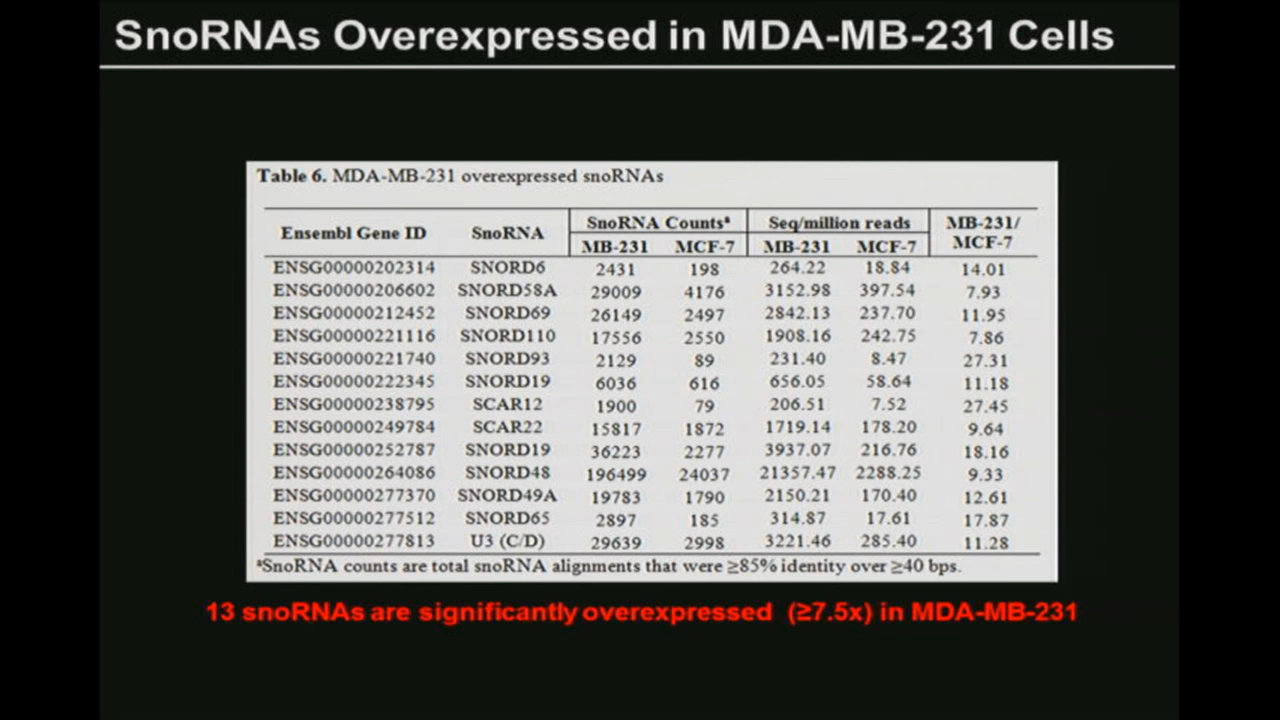 SnoRNAs Overexpressed in MDA-MB-231 Cells
Table 6. MDA-MB-231 overexpressed snoRNAs
Ensembl Gene ID SnoRNA SnoRNA Countsª Seq/million reads MB-231/ MCF-7
MB-231 MCF-7 MB-231 MCF-7
ENSG00000202314 SNORD6 2431 198 264.22 18.84 14.01
ENSG00000206602 SNORD58A 29009 4176 3152.98 397.54 7.93
ENSG00000212452 SNORD69 26149 2497 2842.13 237.70 11.95
ENSG00000221116 SNORD110 17556 2550 1908.16 242.75 7.86
ENSG00000221740 SNORD93 2129 89 231.40 8.47 27.31
ENSG00000222345 SNORD19 6036 616 656.05 58.64 11.18
ENSG00000238795 SCAR12 1900 79 206.51 7.52 27.45
ENSG00000249784 SCAR22 15817 1872 1719.14 178.20 9.64
ENSG00000252787 SNORD19 36223 2277 3937.07 216.76 18.16
ENSG00000264086 SNORD48 196499 24037 21357.47 2288.25 9.33
ENSG00000277370 SNORD49A 19783 1790 2150.21 170.40 12.61
ENSG00000277512 SNORD65 2897 185 314.87 17.61 17.87
ENSG00000277813 U3 (C/D) 29639 2998 3221.46 285.40 11.28
ªSnoRNA counts are total snoRNA alignments that were ≥85% identity over ≥40 bps.
13 snoRNAs are significantly overexpressed (≥7.5x) in MDA-MB-231